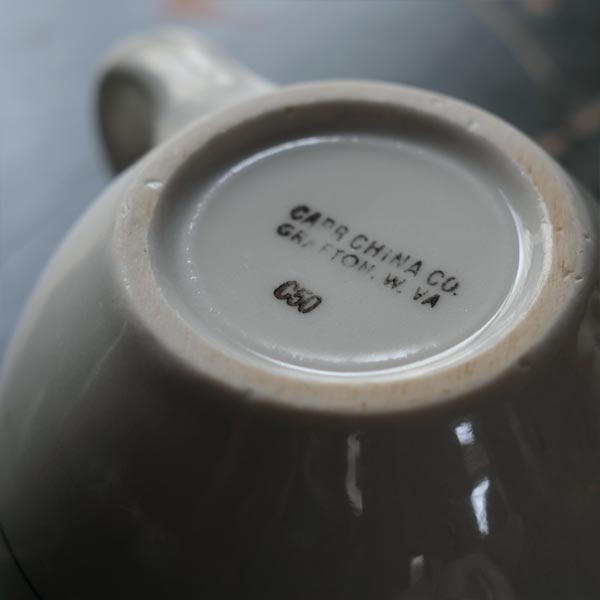 CARR CHINA CO.
GRAFTON, W. VA
C50